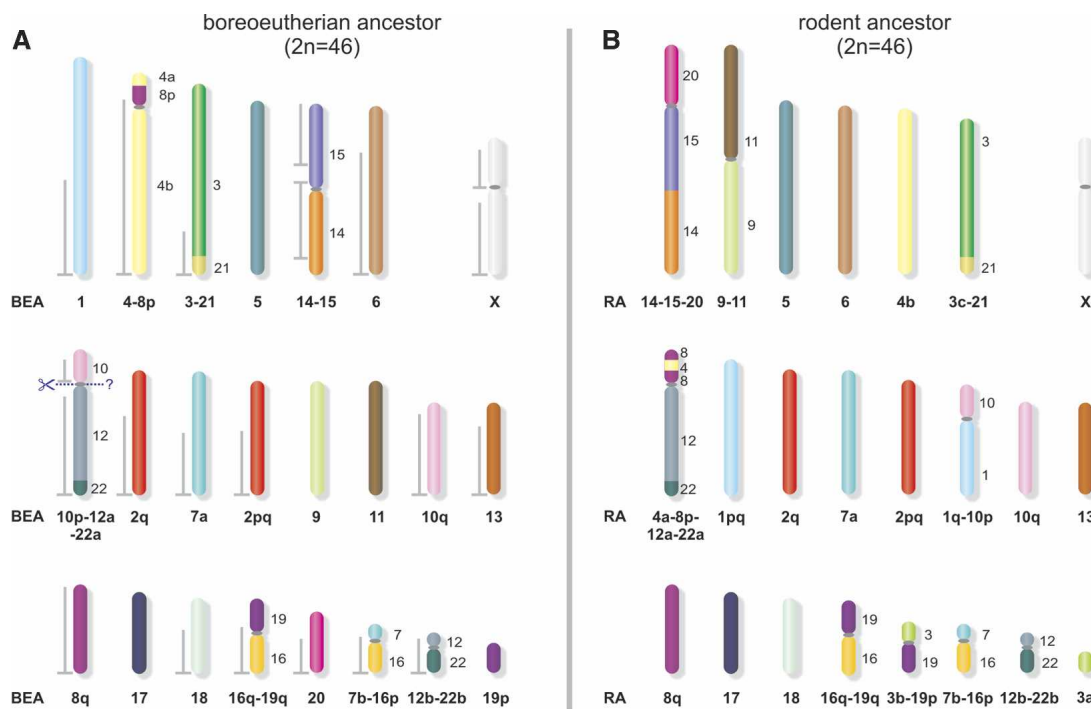 A
boreoeutherian ancestor
(2n=46)
4a
8p
4b
3
21
15
14
BEA 1 4-8p 3-21 5 14-15 6 X
10
?
12
22
BEA 10p-12a 2q 7a 2pq 9 11 10q 13
-22a
19
16
7
16
12
22
BEA 8q 17 18 16q-19q 20 7b-16p 12b-22b 19p
B
rodent ancestor
(2n=46)
20
15
14
11
9
3
21
RA 14-15-20 9-11 5 6 4b 3c-21 X
8
4
8
12
22
10
1
RA 4a-8p- 1pq 2q 7a 2pq 1q-10p 10q 13
12a-22a
19
16
3
19
7
16
12
22
RA 8q 17 18 16q-19q 3b-19p 7b-16p 12b-22b 3a